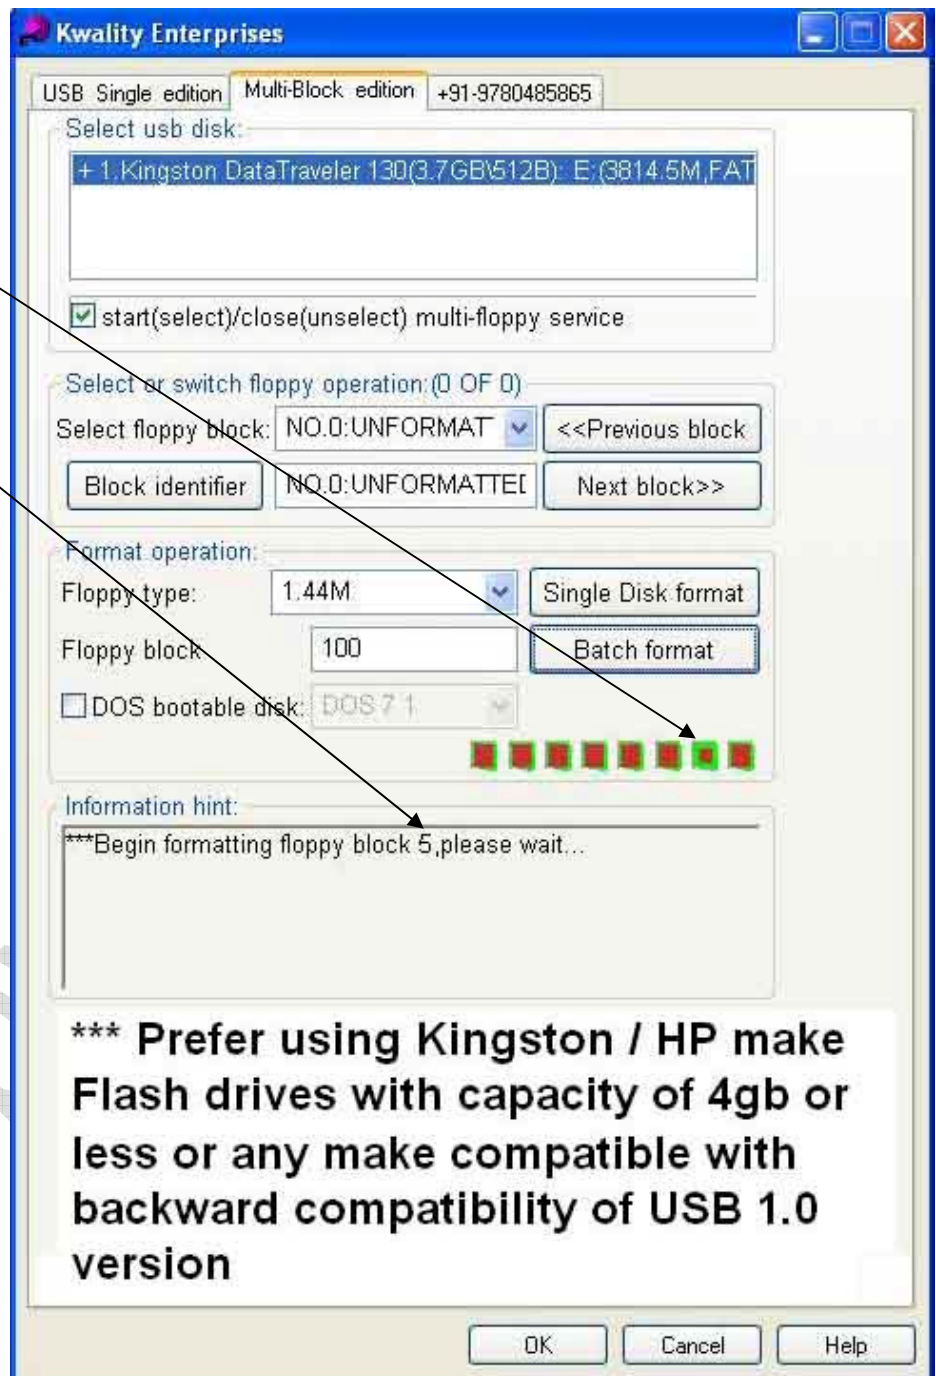 Kwality Enterprises
USB Single edition Multi-Block edition +91-9780485865
Select usb disk:
+ 1.Kingston DataTraveler 130(3.7GB\512B): E:(3814.5M,FAT
start(select)/close(unselect) multi-floppy service
Select or switch floppy operation:(0 OF 0)
Select floppy block: NO.0:UNFORMAT <<Previous block
Block identifier NO.0:UNFORMATTED Next block>>
Format operation:
Floppy type: 1.44M Single Disk format
Floppy block 100 Batch format
DOS bootable disk: DOS 7.1
Information hint:
***Begin formatting floppy block 5,please wait...
*** Prefer using Kingston / HP make
Flash drives with capacity of 4gb or
less or any make compatible with
backward compatibility of USB 1.0
version
OK Cancel Help